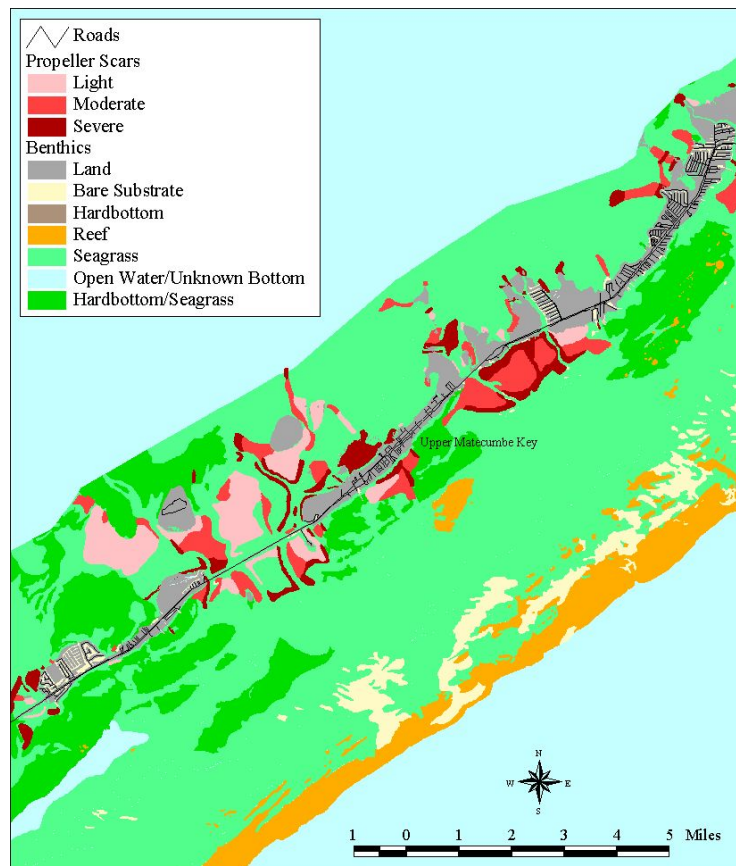 Roads
Propeller Scars
Light
Moderate
Severe
Benthics
Land
Bare Substrate
Hardbottom
Reef
Seagrass
Open Water/Unknown Bottom
Hardbottom/Seagrass
Upper Matecumbe Key
N
W E
S
1 0 1 2 3 4 5 Miles